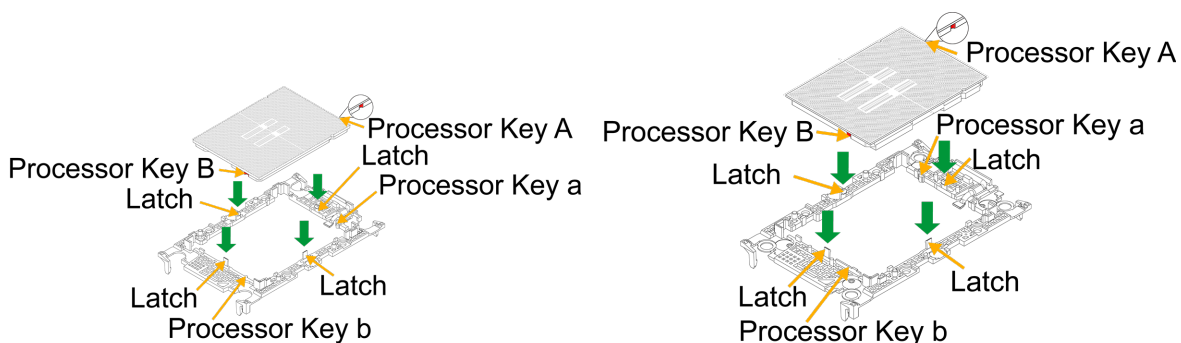 Processor Key A
Latch
Processor Key B
Processor Key a
Latch
Latch
Latch
Processor Key b
Processor Key A
Processor Key a
Processor Key B
Latch
Latch
Latch
Latch
Processor Key b